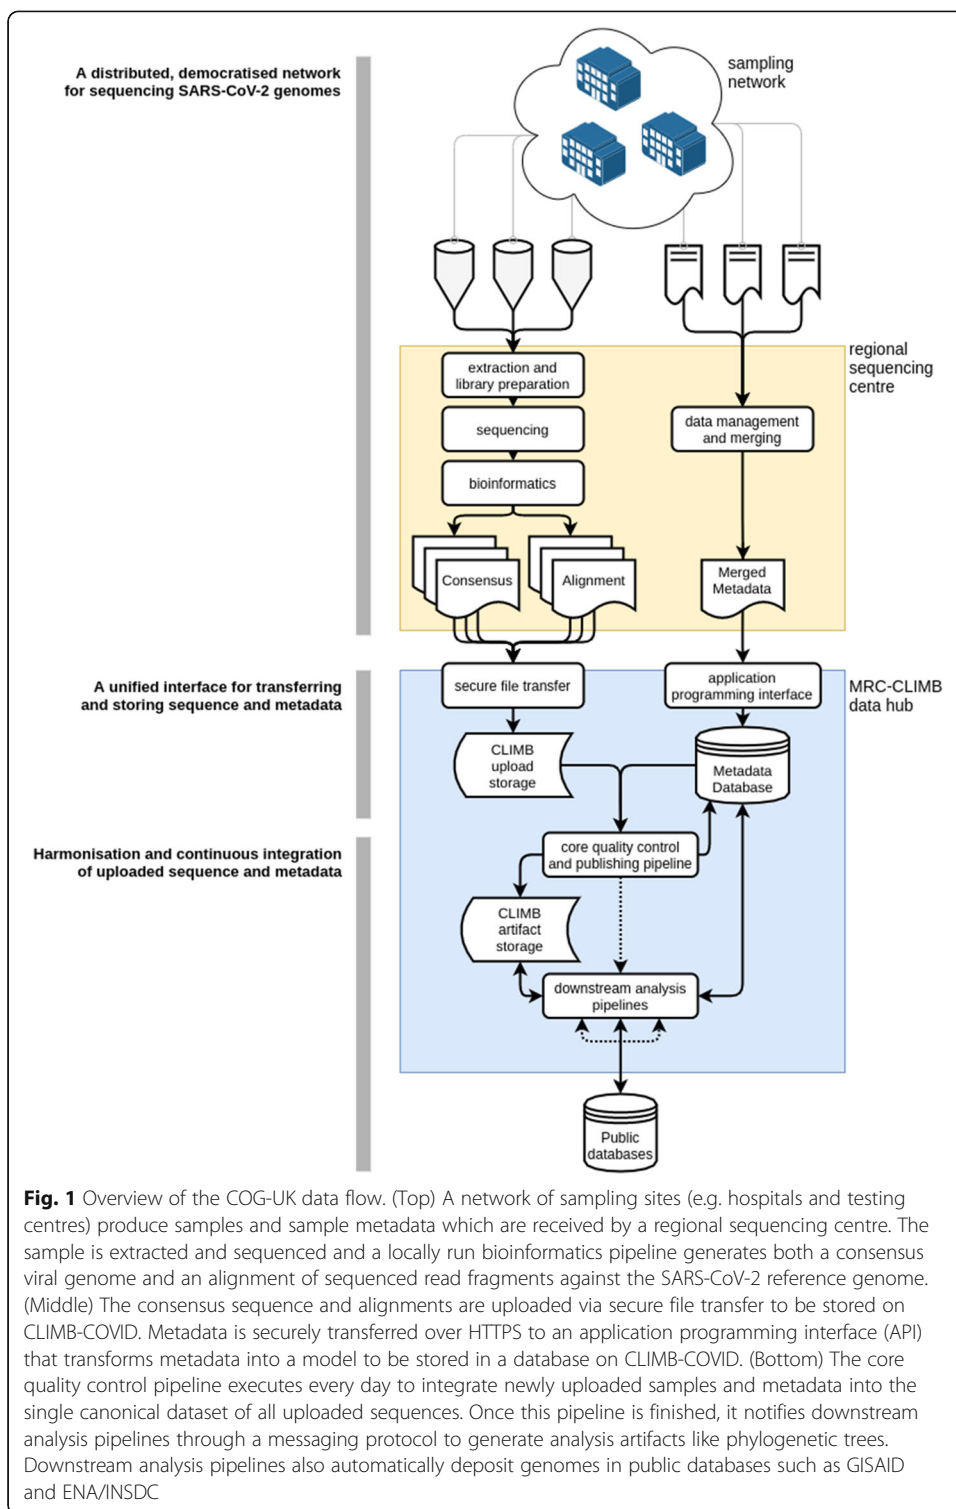 A distributed, democratised network
for sequencing SARS-CoV-2 genomes
sampling
network
regional
sequencing
centre
extraction and
library preparation
sequencing
bioinformatics
data management
and merging
Consensus
Alignment
Merged
Metadata
A unified interface for transferring
and storing sequence and metadata
secure file transfer
application
programming interface
MRC-CLIMB
data hub
CLIMB
upload
storage
Metadata
Database
Harmonisation and continuous integration
of uploaded sequence and metadata
core quality control
and publishing pipeline
CLIMB
artifact
storage
downstream analysis
pipelines
Public
databases
Fig. 1 Overview of the COG-UK data flow. (Top) A network of sampling sites (e.g. hospitals and testing
centres) produce samples and sample metadata which are received by a regional sequencing centre. The
sample is extracted and sequenced and a locally run bioinformatics pipeline generates both a consensus
viral genome and an alignment of sequenced read fragments against the SARS-CoV-2 reference genome.
(Middle) The consensus sequence and alignments are uploaded via secure file transfer to be stored on
CLIMB-COVID. Metadata is securely transferred over HTTPS to an application programming interface (API)
that transforms metadata into a model to be stored in a database on CLIMB-COVID. (Bottom) The core
quality control pipeline executes every day to integrate newly uploaded samples and metadata into the
single canonical dataset of all uploaded sequences. Once this pipeline is finished, it notifies downstream
analysis pipelines through a messaging protocol to generate analysis artifacts like phylogenetic trees.
Downstream analysis pipelines also automatically deposit genomes in public databases such as GISAID
and ENA/INSDC